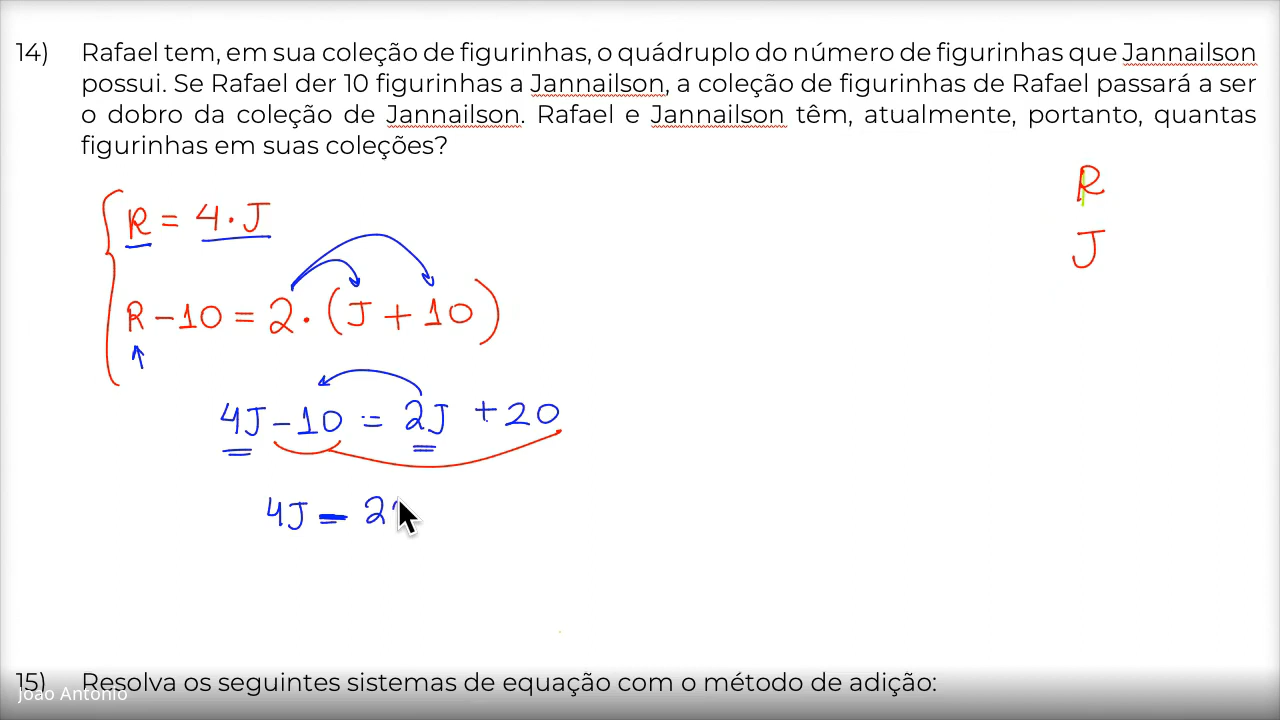 14) Rafael tem, em sua coleção de figurinhas, o quádruplo do número de figurinhas que Jannailson
possui. Se Rafael der 10 figurinhas a Jannailson, a coleção de figurinhas de Rafael passará a ser
o dobro da coleção de Jannailson. Rafael e Jannailson têm, atualmente, portanto, quantas
figurinhas em suas coleções?
R
R = 4 · J
J
R - 10 = 2 · (J + 10)
4J - 10 = 2J + 20
4J - 2
15) Resolva os seguintes sistemas de equação com o método de adição:
João Antonio